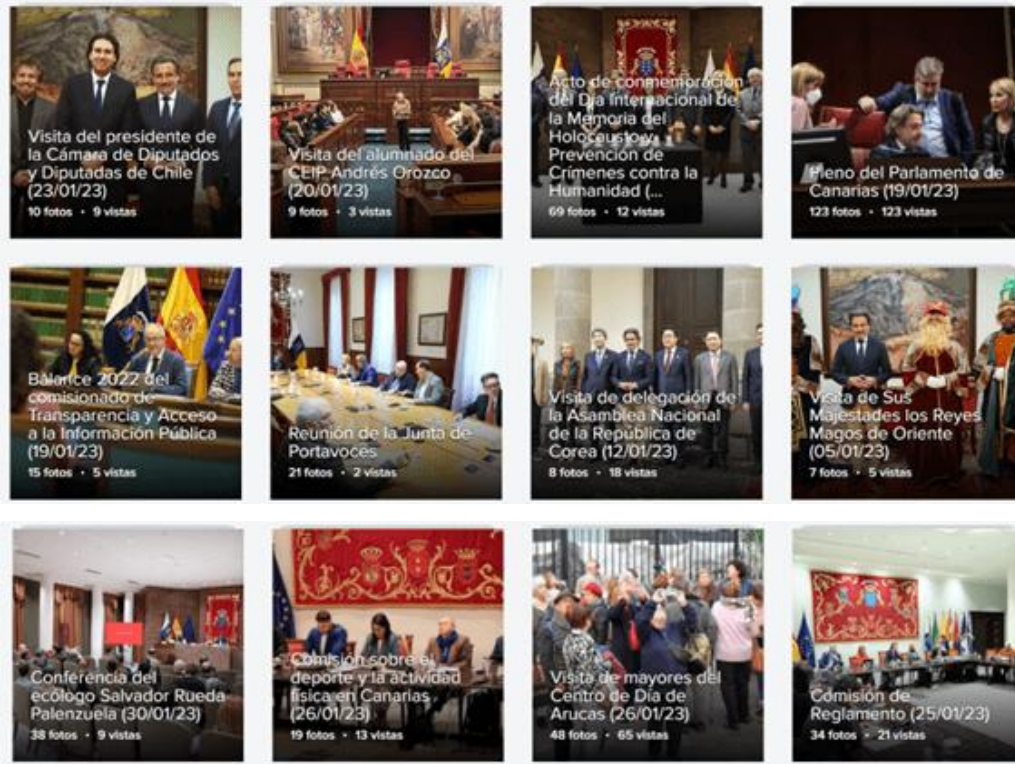 Visita del presidente de
la Cámara de Diputados
y Diputadas de Chile
(23/01/23)
10 fotos • 9 vistas
Visita del alumnado del
CEIP Andrés Orozco
(20/01/23)
9 fotos • 3 vistas
Acto de conmemoración
del Día Internacional de
la Memoria del
Holocausto y
Prevención de
Crímenes contra la
Humanidad (...
69 fotos • 12 vistas
Pleno del Parlamento de
Canarias (19/01/23)
123 fotos • 123 vistas
Balance 2022 del
comisionado de
Transparencia y Acceso
a la Información Pública
(19/01/23)
15 fotos • 5 vistas
Reunión de la Junta de
Portavoces
21 fotos • 2 vistas
Visita de delegación de
la Asamblea Nacional
de la República de
Corea (12/01/23)
8 fotos • 18 vistas
Visita de Sus
Majestades los Reyes
Magos de Oriente
(05/01/23)
7 fotos • 5 vistas
Conferencia del
ecólogo Salvador Rueda
Palenzuela (30/01/23)
38 fotos • 9 vistas
Comisión sobre el
deporte y la actividad
física en Canarias
(26/01/23)
19 fotos • 13 vistas
Visita de mayores del
Centro de Día de
Arucas (26/01/23)
48 fotos • 65 vistas
Comisión de
Reglamento (25/01/23)
34 fotos • 21 vistas